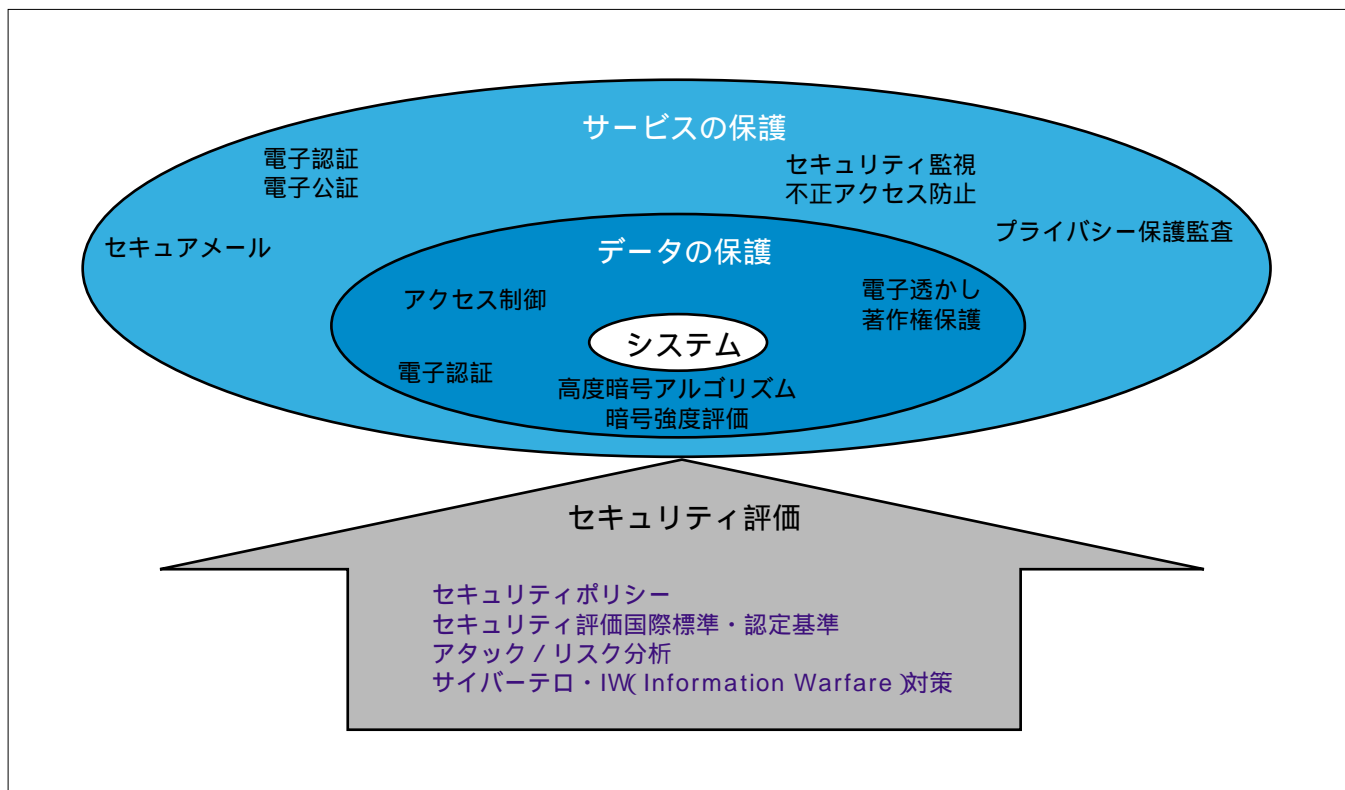 サービスの保護
電子認証
電子公証
セキュリティ監視
不正アクセス防止
セキュアメール
プライバシー保護監査
データの保護
アクセス制御
電子透かし
著作権保護
システム
電子認証
高度暗号アルゴリズム
暗号強度評価
セキュリティ評価
セキュリティポリシー
セキュリティ評価国際標準・認定基準
アタック/リスク分析
サイバーテロ・IW(Information Warfare)対策